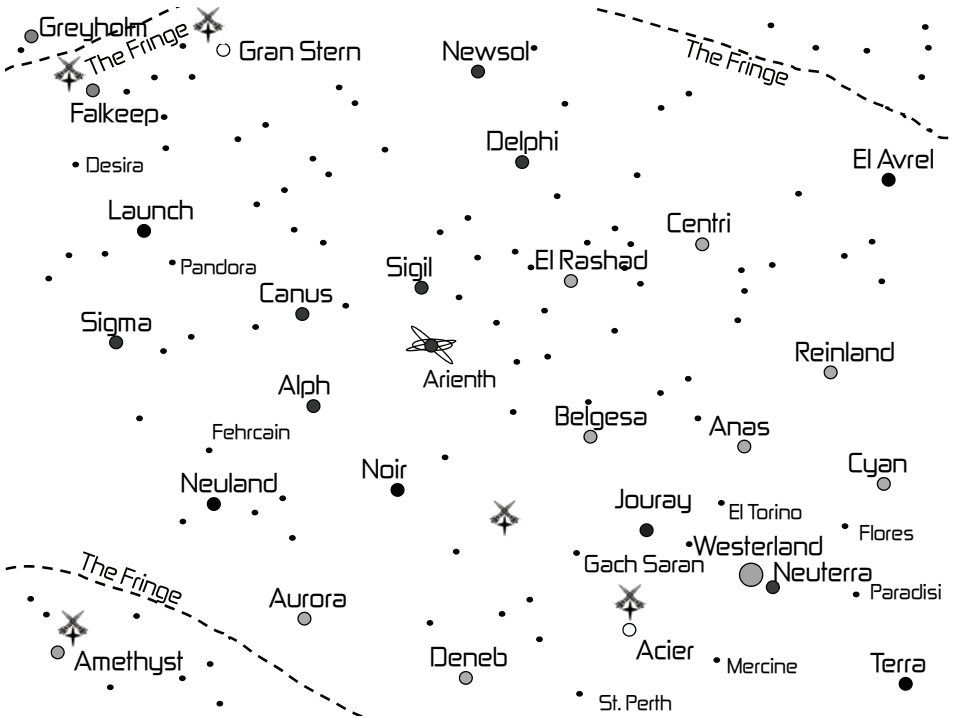 Greyholm
The Fringe
Gran Stern
Newsol
The Fringe
Falkeep
Delphi
El Avrel
Desira
Launch
Centri
Pandora
Sigil
El Rashad
Canus
Sigma
Reinland
Arienth
Alph
Belgesa
Anas
Fehrcain
Cyan
Noir
Neuland
Jouray
El Torino
Flores
Westerland
Gach Saran
Neuterra
Paradisi
The Fringe
Aurora
Acier
Amethyst
Deneb
Mercine
Terra
St. Perth